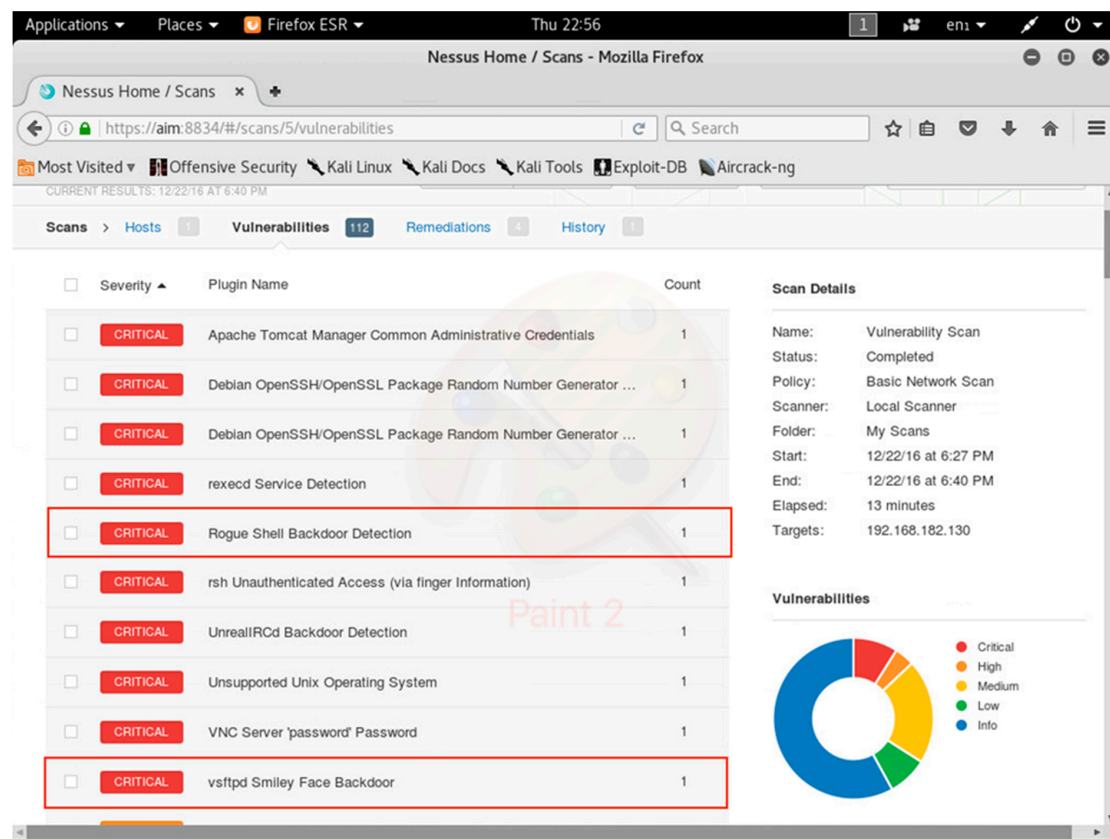 Applications Places Firefox ESR Thu 22:56 1 en1
Nessus Home / Scans - Mozilla Firefox
Nessus Home / Scans
https://aim:8834/#/scans/5/vulnerabilities Search
Most Visited Offensive Security Kali Linux Kali Docs Kali Tools Exploit-DB Aircrack-ng
CURRENT RESULTS: 12/22/16 AT 6:40 PM
Scans > Hosts 1 Vulnerabilities 112 Remediations 4 History 1
Severity Plugin Name Count
CRITICAL Apache Tomcat Manager Common Administrative Credentials 1
CRITICAL Debian OpenSSH/OpenSSL Package Random Number Generator ... 1
CRITICAL Debian OpenSSH/OpenSSL Package Random Number Generator ... 1
CRITICAL rexecd Service Detection 1
CRITICAL Rogue Shell Backdoor Detection 1
CRITICAL rsh Unauthenticated Access (via finger Information) 1
CRITICAL UnrealIRCd Backdoor Detection 1
CRITICAL Unsupported Unix Operating System 1
CRITICAL VNC Server 'password' Password 1
CRITICAL vsftpd Smiley Face Backdoor 1
Paint 2
Scan Details
Name: Vulnerability Scan
Status: Completed
Policy: Basic Network Scan
Scanner: Local Scanner
Folder: My Scans
Start: 12/22/16 at 6:27 PM
End: 12/22/16 at 6:40 PM
Elapsed: 13 minutes
Targets: 192.168.182.130
Vulnerabilities
Critical
High
Medium
Low
Info